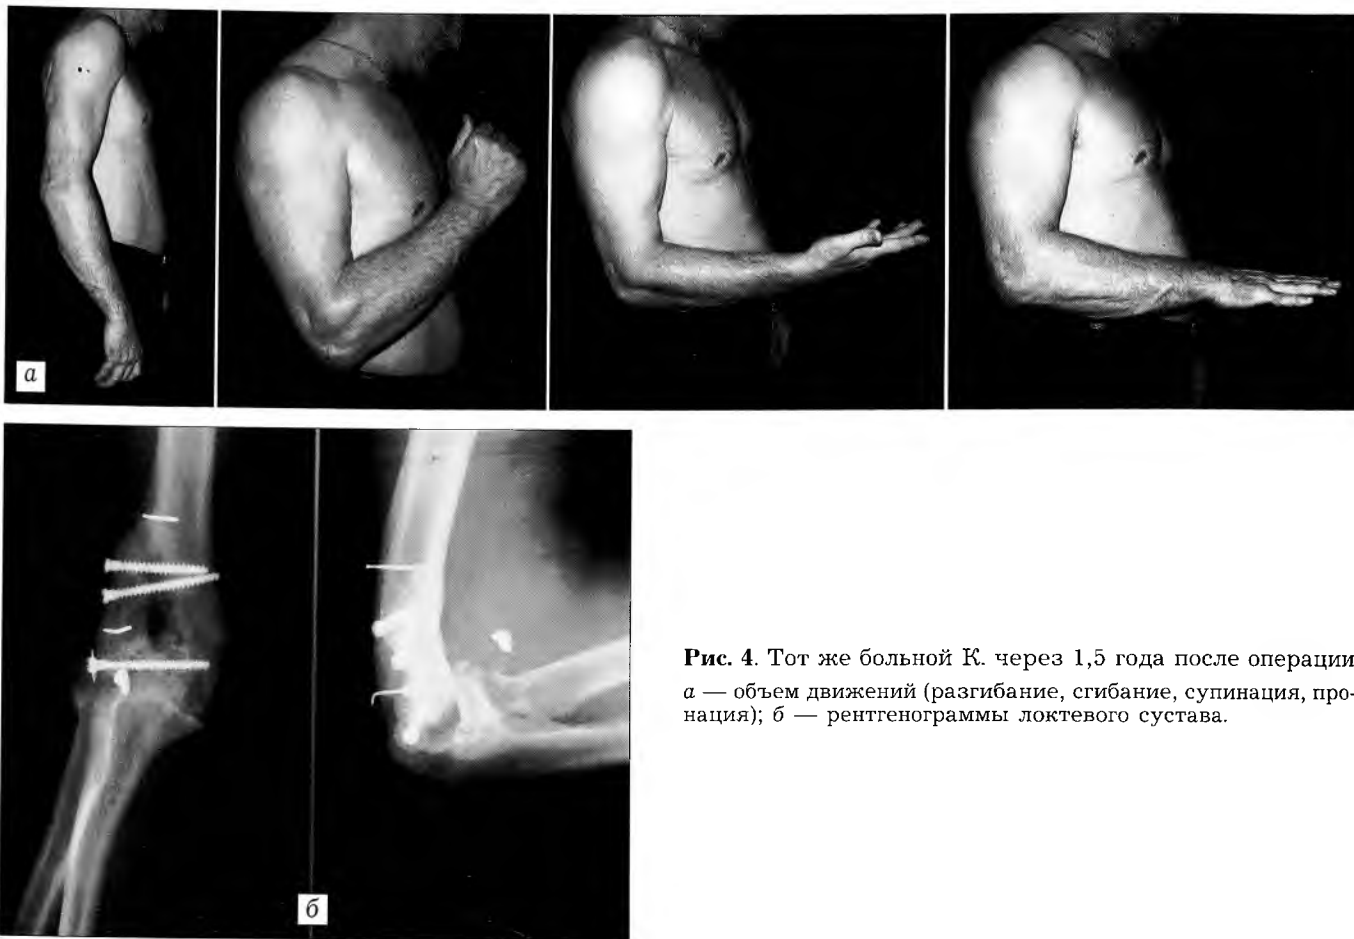 а
б
Рис. 4. Тот же больной К. через 1,5 года после операции
а — объем движений (разгибание, сгибание, супинация, про-
нация); б — рентгенограммы локтевого сустава.